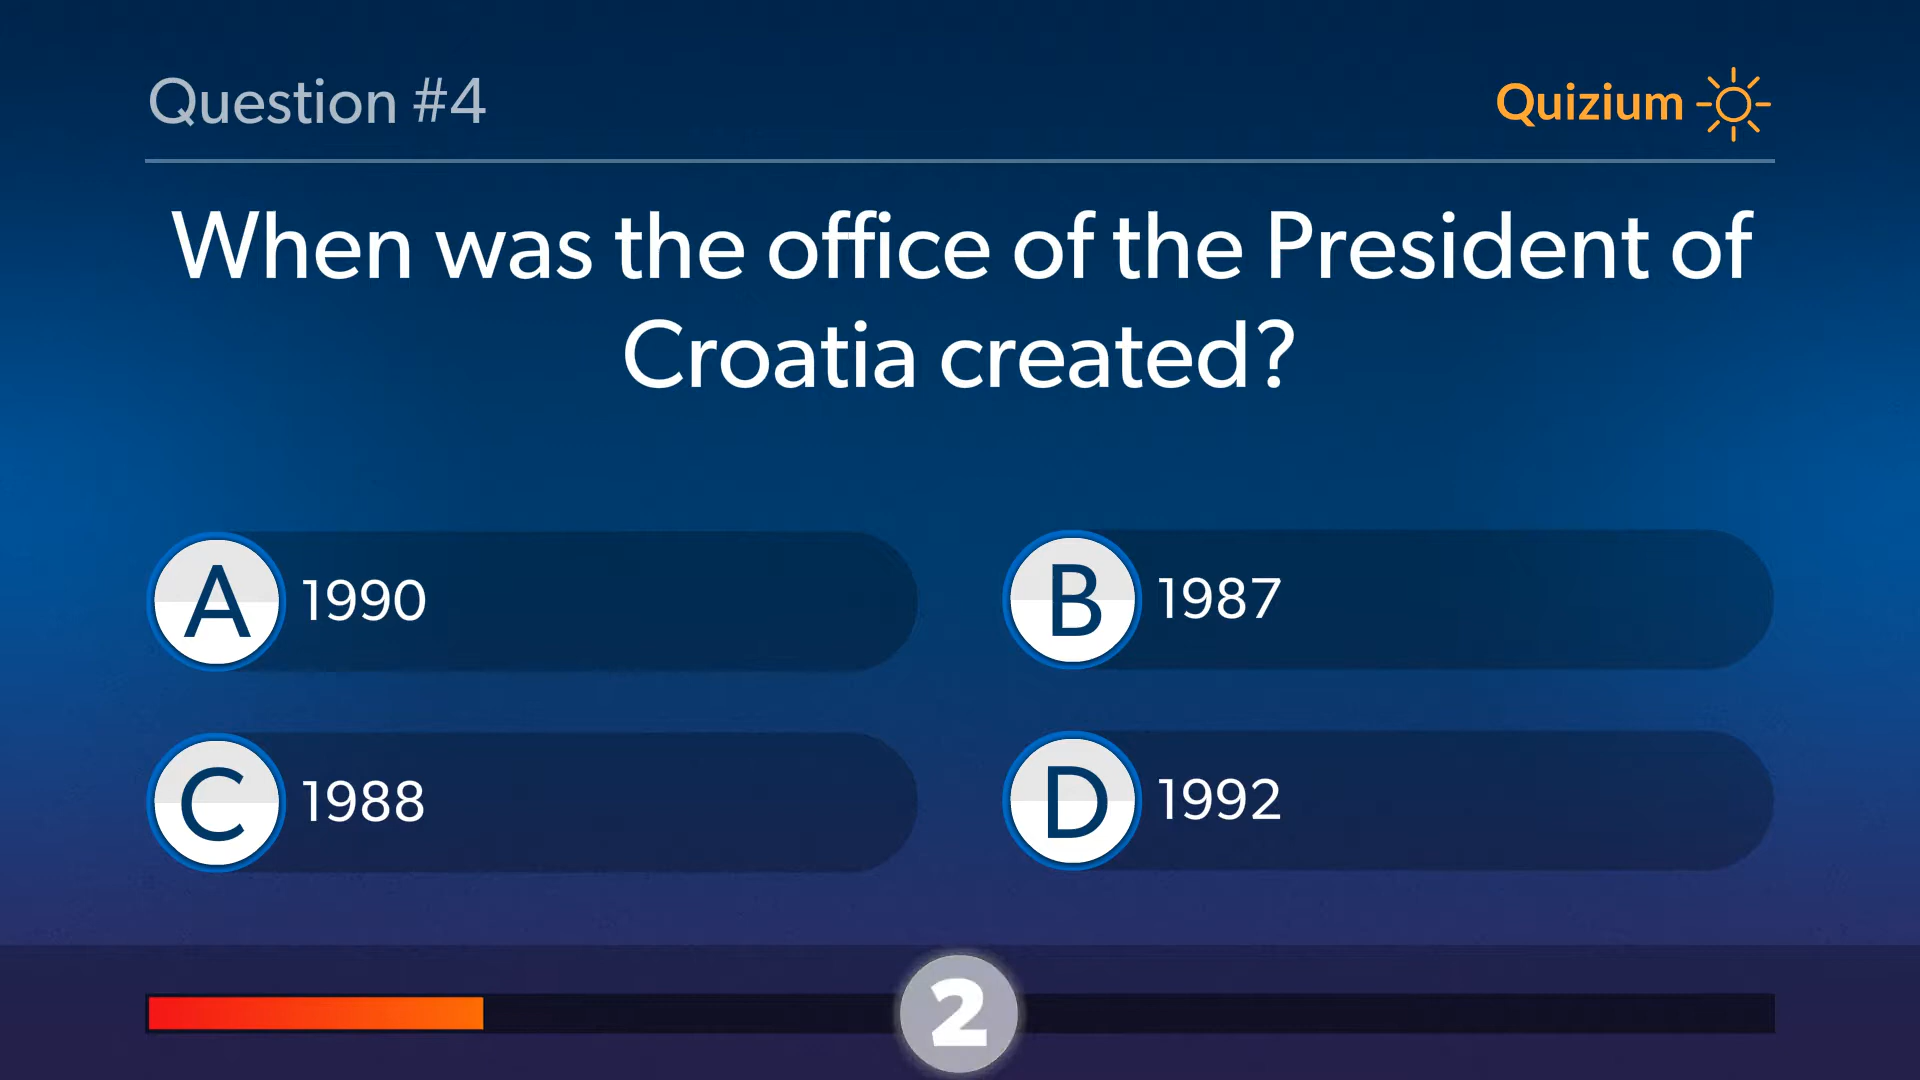 Question #4
Quizium
When was the office of the President of
Croatia created?
A 1990
B 1987
C 1988
D 1992
2